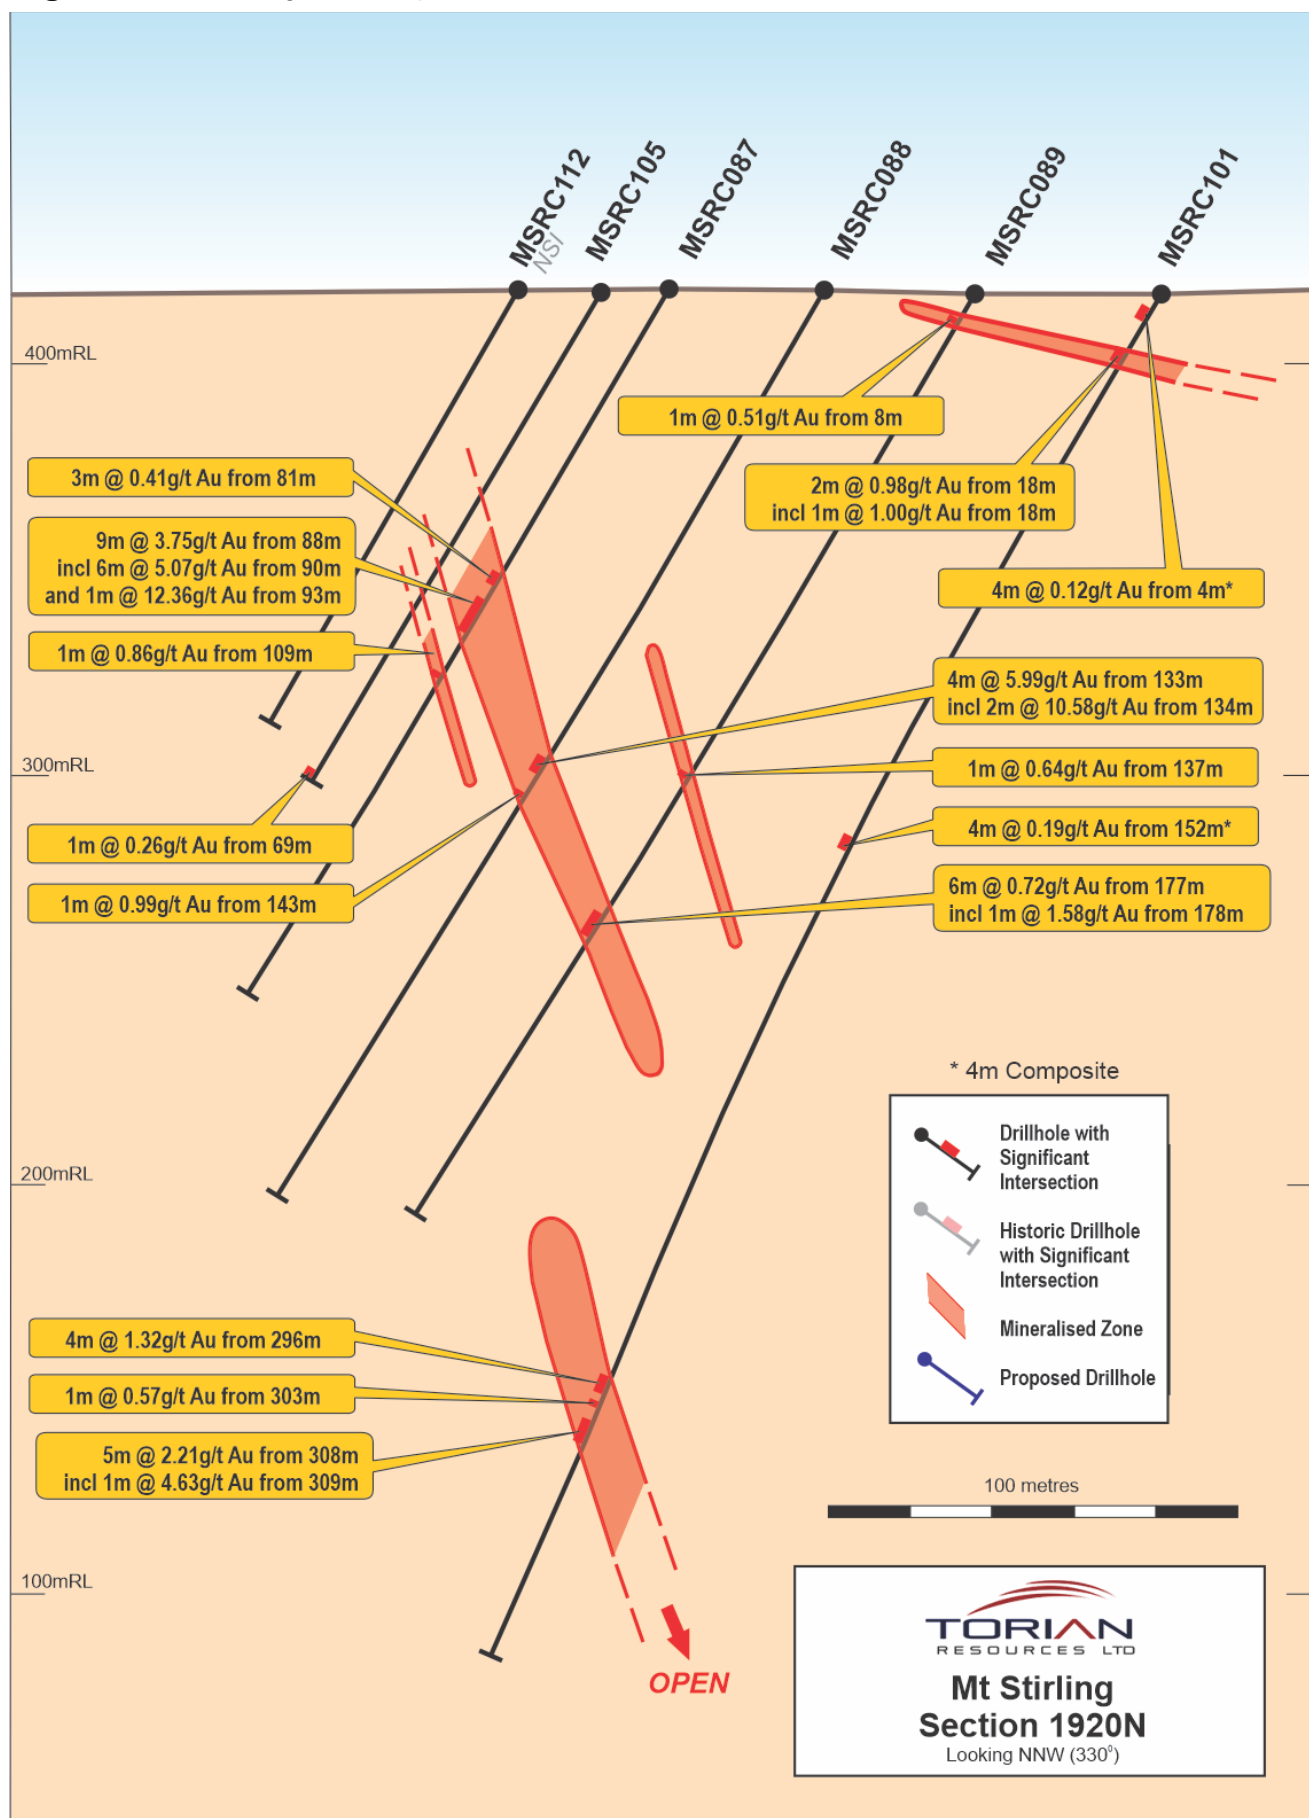 MSRC112
NSI
MSRC105
MSRC087
MSRC088
MSRC089
MSRC101
400mRL
1m @ 0.51g/t Au from 8m
3m @ 0.41g/t Au from 81m
2m @ 0.98g/t Au from 18m
incl 1m @ 1.00g/t Au from 18m
9m @ 3.75g/t Au from 88m
incl 6m @ 5.07g/t Au from 90m
and 1m @ 12.36g/t Au from 93m
4m @ 0.12g/t Au from 4m*
1m @ 0.86g/t Au from 109m
4m @ 5.99g/t Au from 133m
incl 2m @ 10.58g/t Au from 134m
300mRL
1m @ 0.64g/t Au from 137m
4m @ 0.19g/t Au from 152m*
1m @ 0.26g/t Au from 69m
1m @ 0.99g/t Au from 143m
6m @ 0.72g/t Au from 177m
incl 1m @ 1.58g/t Au from 178m
* 4m Composite
Drillhole with
Significant
Intersection
200mRL
Historic Drillhole
with Significant
Intersection
Mineralised Zone
Proposed Drillhole
4m @ 1.32g/t Au from 296m
1m @ 0.57g/t Au from 303m
5m @ 2.21g/t Au from 308m
incl 1m @ 4.63g/t Au from 309m
100 metres
100mRL
OPEN
TORIAN
RESOURCES LTD
Mt Stirling
Section 1920N
Looking NNW (330⁰)